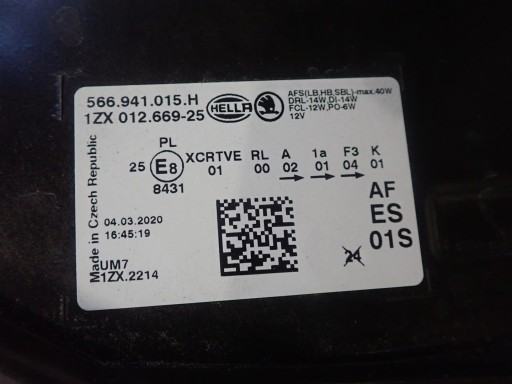 566.941.015.H
1ZX 012.669-25
HELLA
AFS(LB,HB,SBL)-max.40W
DRL-14W,DI-14W
FCL-12W,PO-6W
12V
PL
25 E8 XCRTVE RL A 1a F3 K
8431 01 00 02 01 04 01
Made in Czech Republic
04.03.2020
16:45:19
AF
ES
01S
24
UM7
1ZX.2214